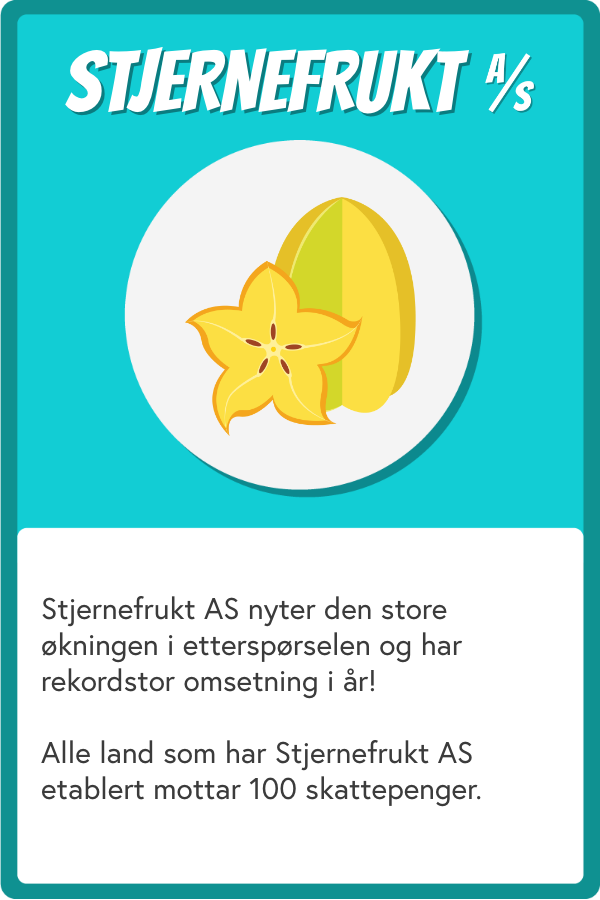 STJERNEFRUKT A/S
Stjernefrukt AS nyter den store
økningen i etterspørselen og har
rekordstor omsetning i år!
Alle land som har Stjernefrukt AS
etablert mottar 100 skattepenger.